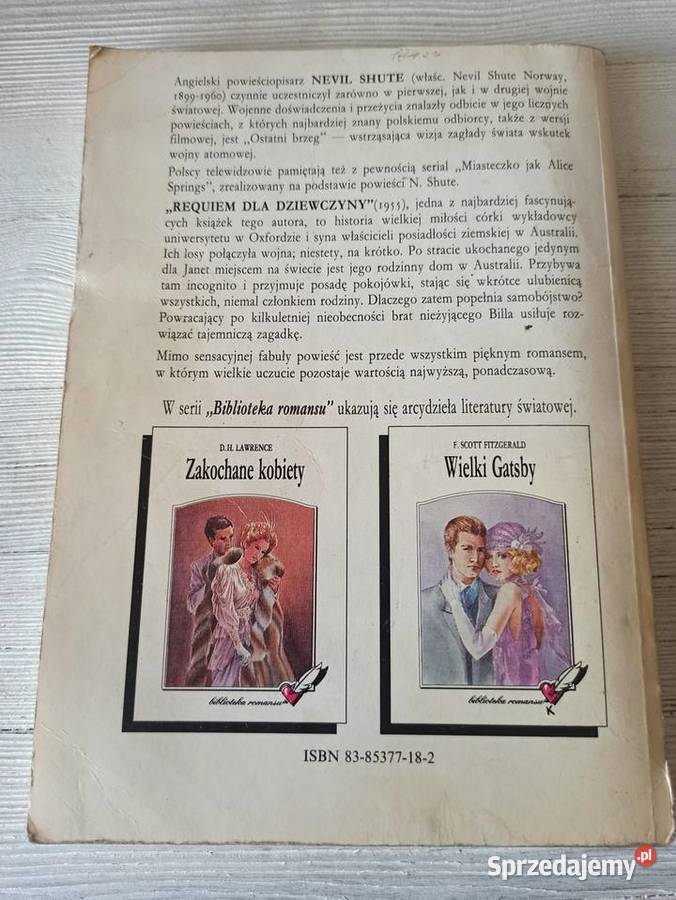 Angielski powieściopisarz NEVIL SHUTE (właśc. Nevil Shute Norway,
1899-1960) czynnie uczestniczył zarówno w pierwszej, jak i w drugiej wojnie
światowej. Wojenne doświadczenia i przeżycia znalazły odbicie w jego licznych
powieściach, z których najbardziej znany polskiemu odbiorcy, także z wersji
filmowej, jest „Ostatni brzeg" — wstrząsająca wizja zagłady świata wskutek
wojny atomowej.
Polscy telewidzowie pamiętają też z pewnością serial „Miasteczko jak Alice
Springs", zrealizowany na podstawie powieści N. Shute.
„REQUIEM DLA DZIEWCZYNY"(1955), jedna z najbardziej fascynują-
cych książek tego autora, to historia wielkiej miłości córki wykładowcy
uniwersytetu w Oxfordzie i syna właścicieli posiadłości ziemskiej w Australii.
Ich losy połączyła wojna; niestety, na krótko. Po stracie ukochanego jedynym
dla Janet miejscem na świecie jest jego rodzinny dom w Australii. Przybywa
tam incognito i przyjmuje posadę pokojówki, stając się wkrótce ulubienicą
wszystkich, niemal członkiem rodziny. Dlaczego zatem popełnia samobójstwo?
Powracający po kilkuletniej nieobecności brat nieżyjącego Billa usiłuje roz-
wiązać tajemniczą zagadkę.
Mimo sensacyjnej fabuły powieść jest przede wszystkim pięknym romansem,
w którym wielkie uczucie pozostaje wartością najwyższą, ponadczasową.
W serii „Biblioteka romansu" ukazują się arcydzieła literatury światowej.
D.H. LAWRENCE
Zakochane kobiety
biblioteka romansu
F. SCOTT FITZGERALD
Wielki Gatsby
biblioteka romansu
K
ISBN 83-85377-18-2
Sprzedajemy.pl